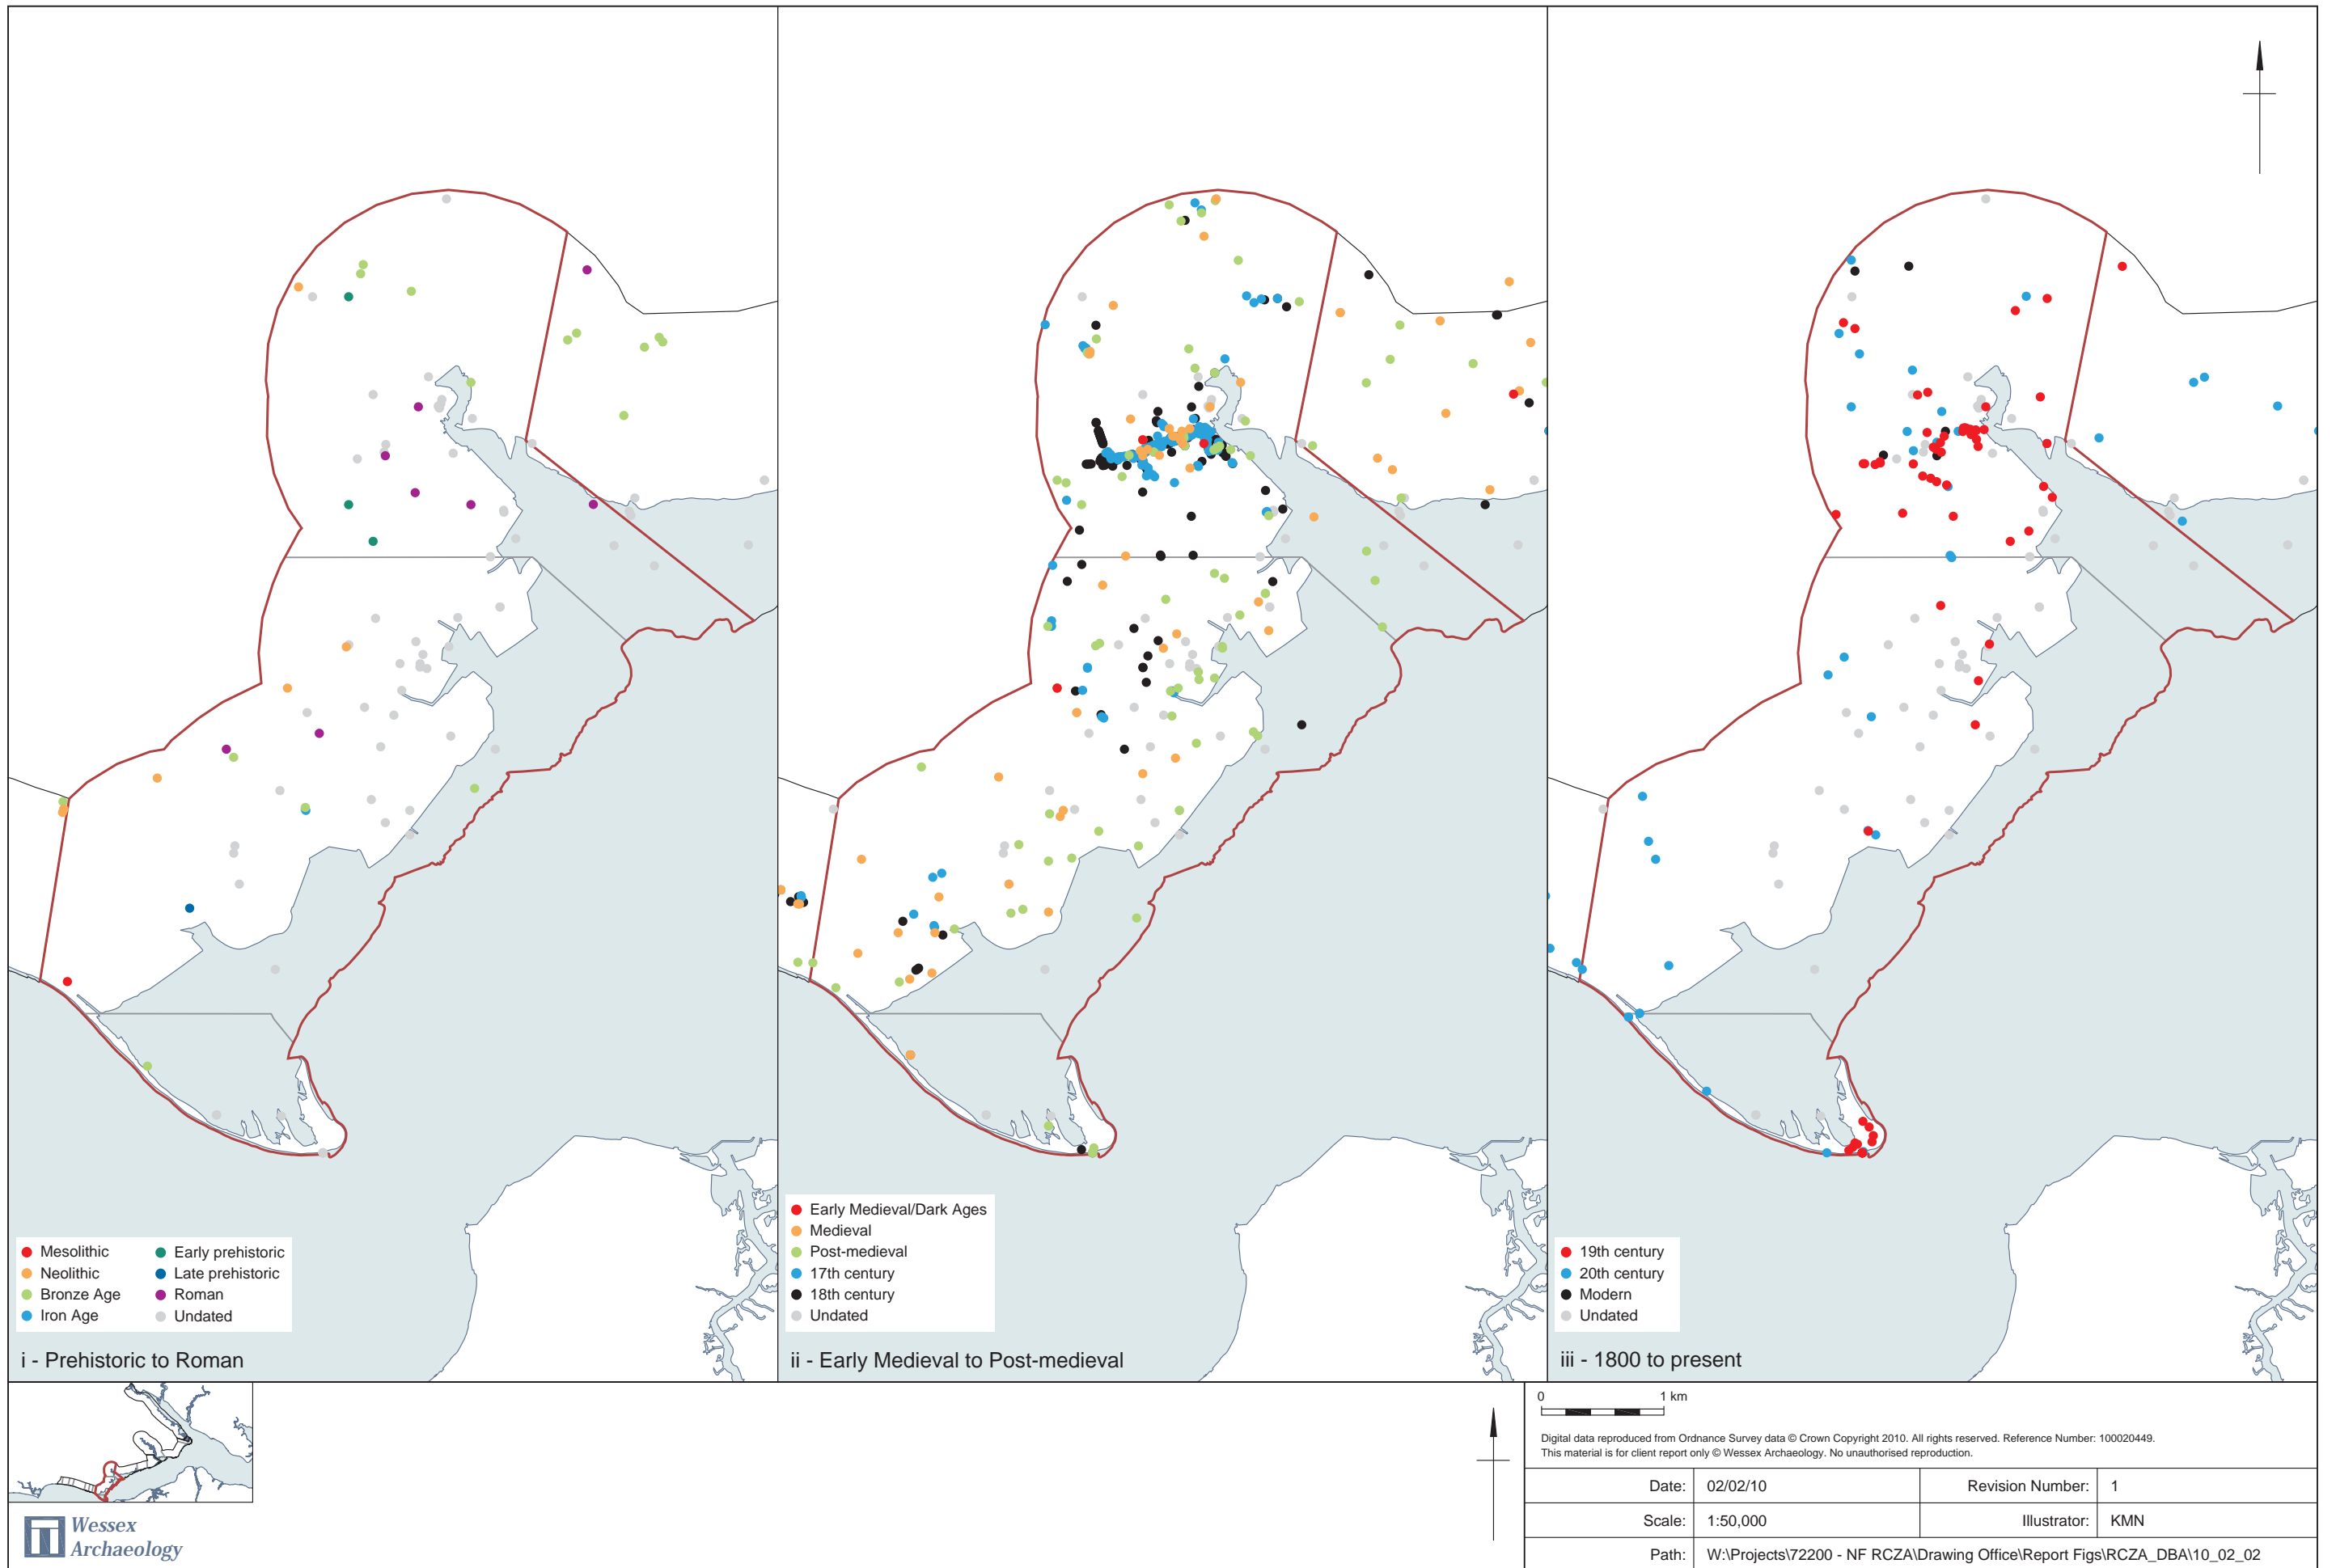 Mesolithic
Neolithic
Bronze Age
Iron Age
Early prehistoric
Late prehistoric
Roman
Undated
i - Prehistoric to Roman
Early Medieval/Dark Ages
Medieval
Post-medieval
17th century
18th century
Undated
ii - Early Medieval to Post-medieval
19th century
20th century
Modern
Undated
iii - 1800 to present
Wessex
Archaeology
0 1 km
Digital data reproduced from Ordnance Survey data © Crown Copyright 2010. All rights reserved. Reference Number: 100020449.
This material is for client report only © Wessex Archaeology. No unauthorised reproduction.
Date: 02/02/10 Revision Number: 1
Scale: 1:50,000 Illustrator: KMN
Path: W:\Projects\72200 - NF RCZA\Drawing Office\Report Figs\RCZA_DBA\10_02_02